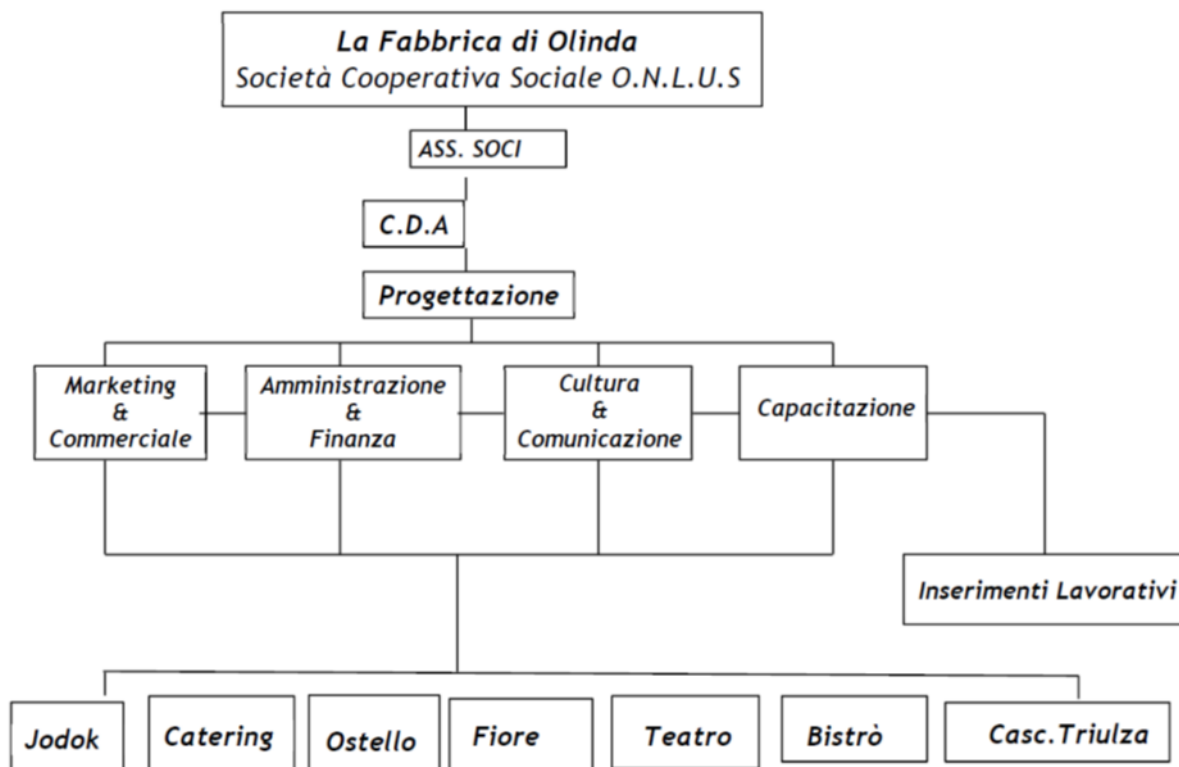 La Fabbrica di Olinda
Società Cooperativa Sociale O.N.L.U.S
ASS. SOCI
C.D.A
Progettazione
Marketing
&
Commerciale
Amministrazione
&
Finanza
Cultura
&
Comunicazione
Capacitazione
Inserimenti Lavorativi
Jodok
Catering
Ostello
Fiore
Teatro
Bistrò
Casc.Triulza